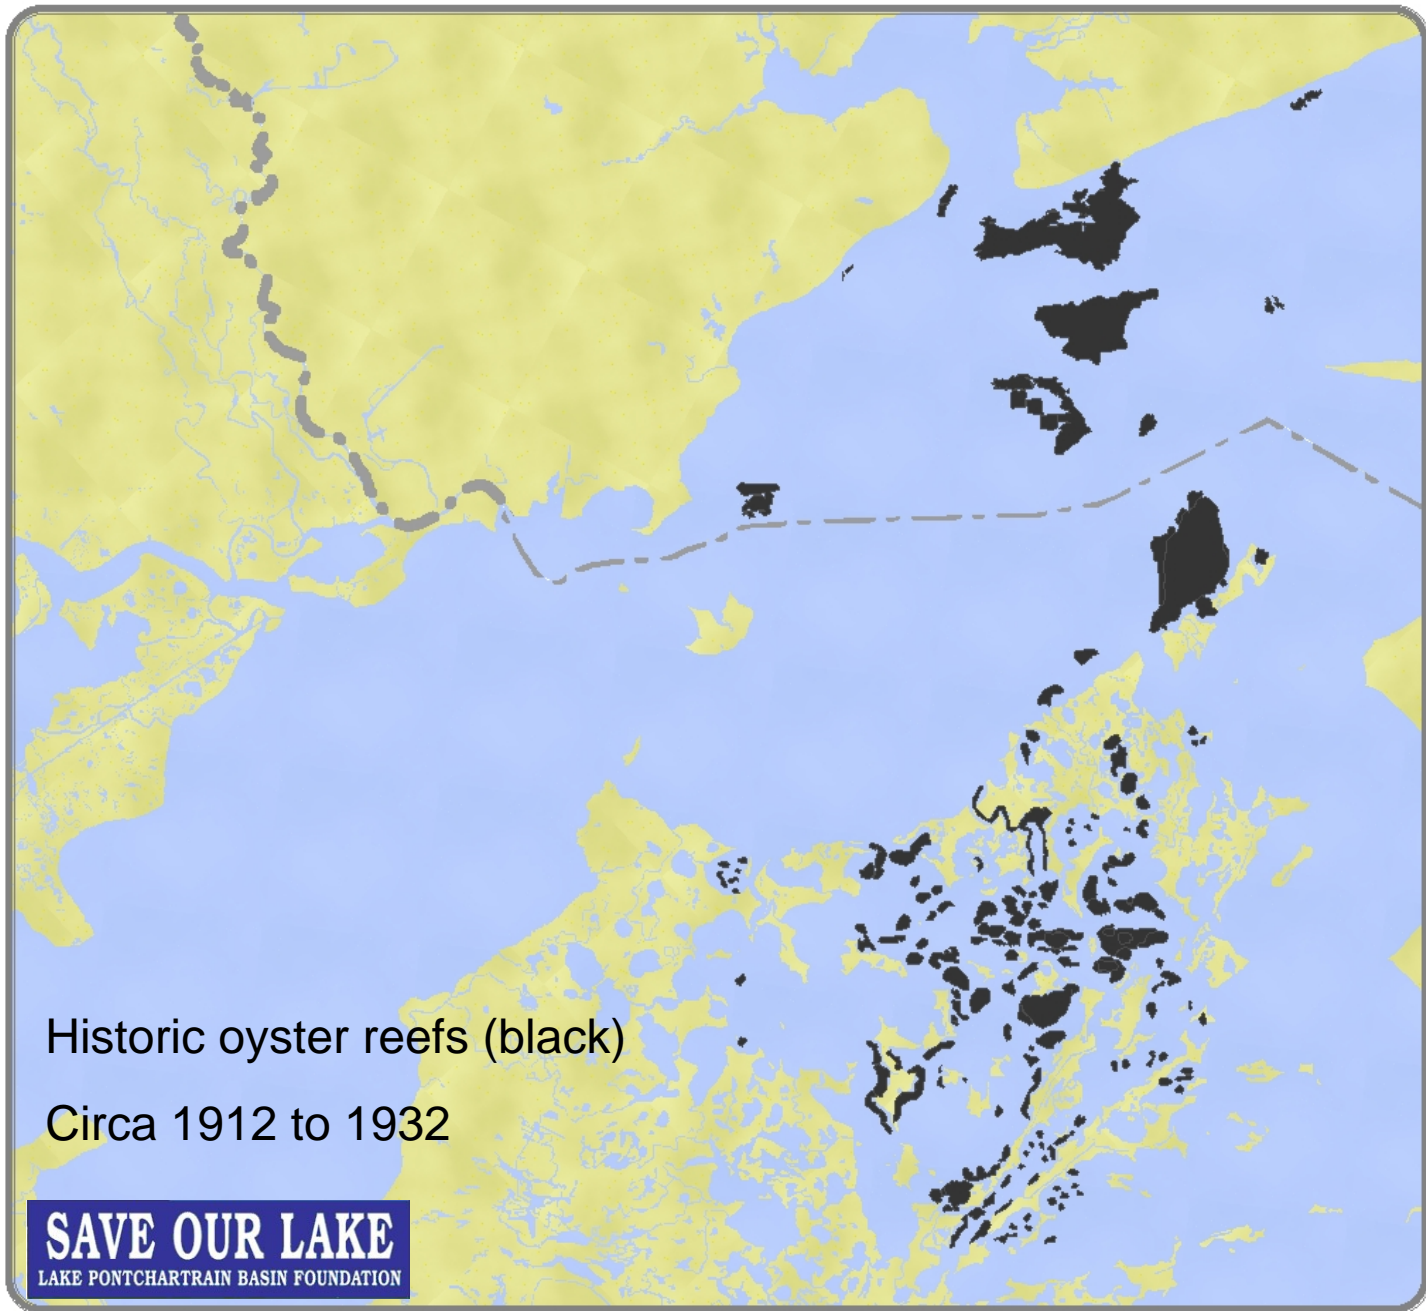 Historic oyster reefs (black)
Circa 1912 to 1932
SAVE OUR LAKE
LAKE PONTCHARTRAIN BASIN FOUNDATION